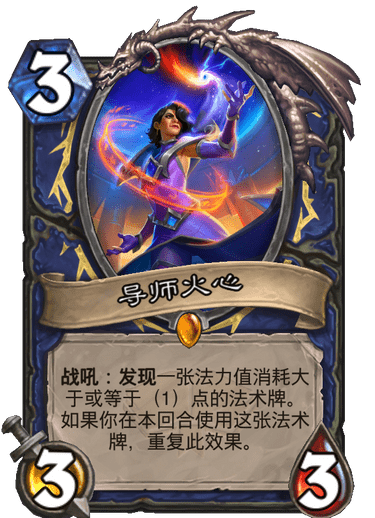 3
导师火心
战吼：发现一张法力值消耗大
于或等于（1）点的法术牌。
如果你在本回合使用这张法术
牌，重复此效果。
3
3